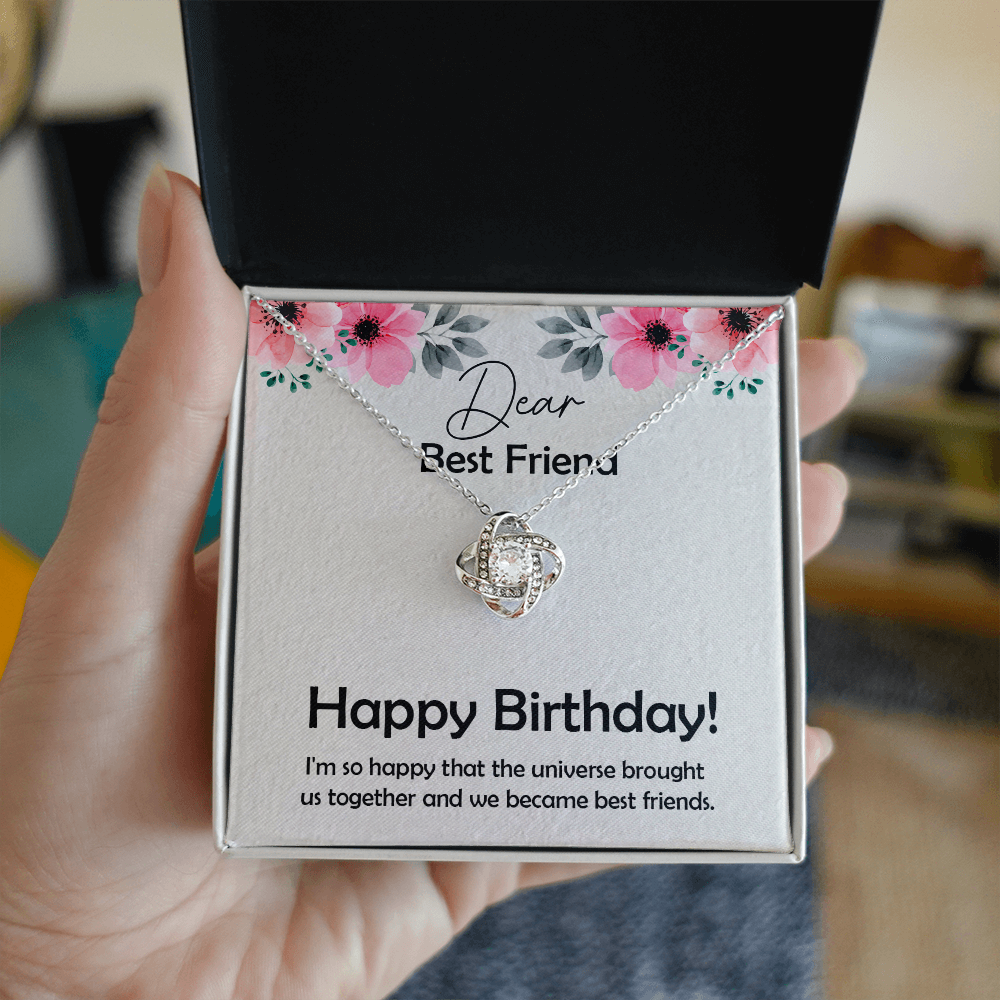 Dear
Best Friend
Happy Birthday!
I'm so happy that the universe brought
us together and we became best friends.